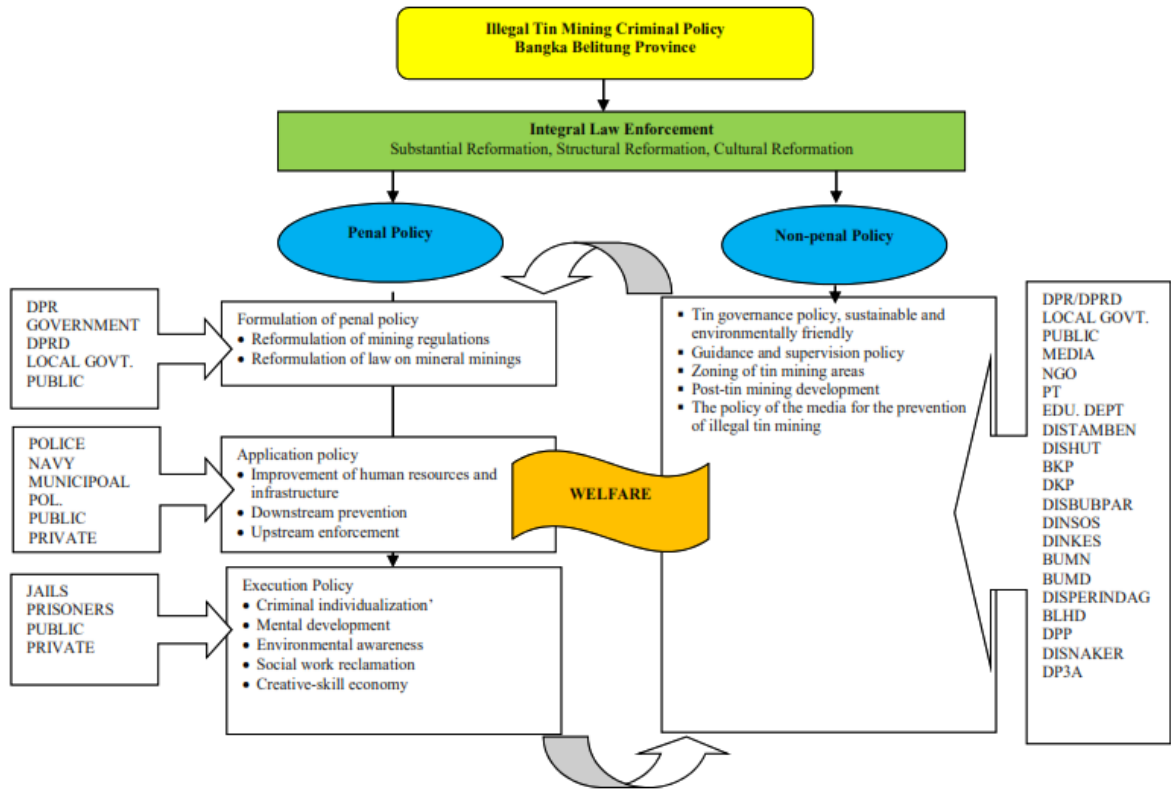 Illegal Tin Mining Criminal Policy
Bangka Belitung Province
Integral Law Enforcement
Substantial Reformation, Structural Reformation, Cultural Reformation
Penal Policy
Non-penal Policy
DPR
GOVERNMENT
DPRD
LOCAL GOVT.
PUBLIC
Formulation of penal policy
• Reformulation of mining regulations
• Reformulation of law on mineral minings
POLICE
NAVY
MUNICIPOAL
POL.
PUBLIC
PRIVATE
Application policy
• Improvement of human resources and
infrastructure
• Downstream prevention
• Upstream enforcement
JAILS
PRISONERS
PUBLIC
PRIVATE
Execution Policy
• Criminal individualization’
• Mental development
• Environmental awareness
• Social work reclamation
• Creative-skill economy
WELFARE
▪ Tin governance policy, sustainable and
environmentally friendly
▪ Guidance and supervision policy
▪ Zoning of tin mining areas
▪ Post-tin mining development
▪ The policy of the media for the prevention
of illegal tin mining
DPR/DPRD
LOCAL GOVT.
PUBLIC
MEDIA
NGO
PT
EDU. DEPT
DISTAMBEN
DISHUT
BKP
DKP
DISBUBPAR
DINSOS
DINKES
BUMN
BUMD
DISPERINDAG
BLHD
DPP
DISNAKER
DP3A